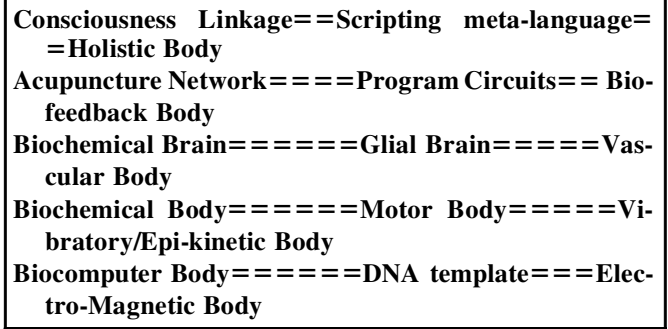 Consciousness Linkage==Scripting meta-language=
=Holistic Body
Acupuncture Network====Program Circuits== Bio-
feedback Body
Biochemical Brain======Glial Brain=====Vas-
cular Body
Biochemical Body======Motor Body=====Vi-
bratory/Epi-kinetic Body
Biocomputer Body======DNA template===Elec-
tro-Magnetic Body